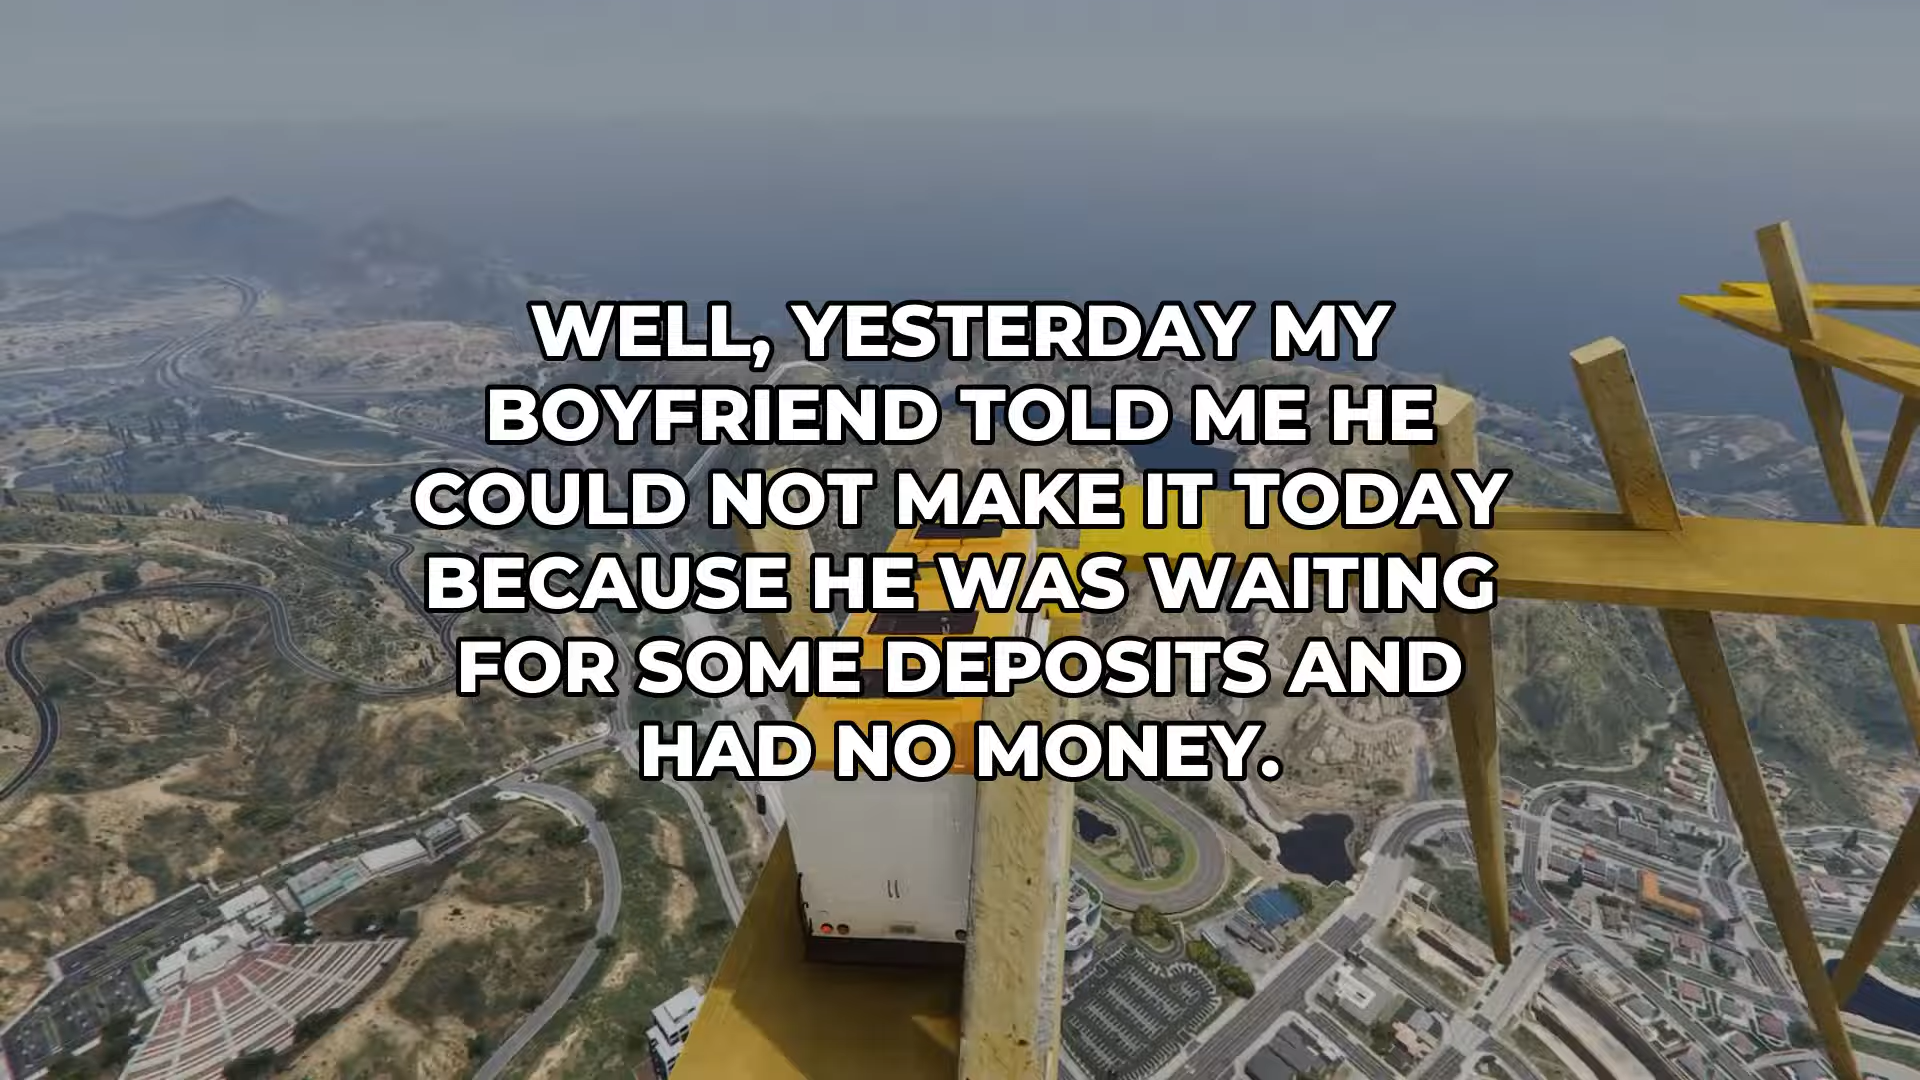 WELL, YESTERDAY MY
BOYFRIEND TOLD ME HE
COULD NOT MAKE IT TODAY
BECAUSE HE WAS WAITING
FOR SOME DEPOSITS AND
HAD NO MONEY.